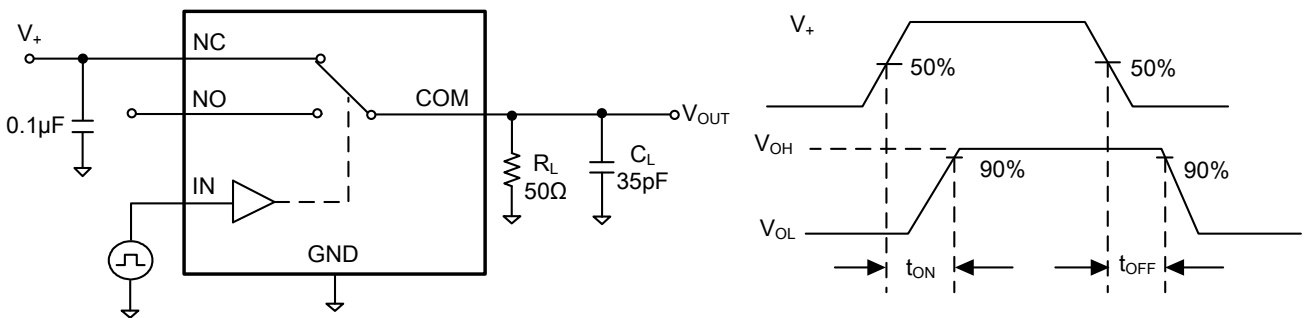 V+
NC
NO
COM
VOUT
0.1µF
RL
50Ω
CL
35pF
IN
GND
V+
50%
50%
VOH
90%
90%
VOL
tON
tOFF